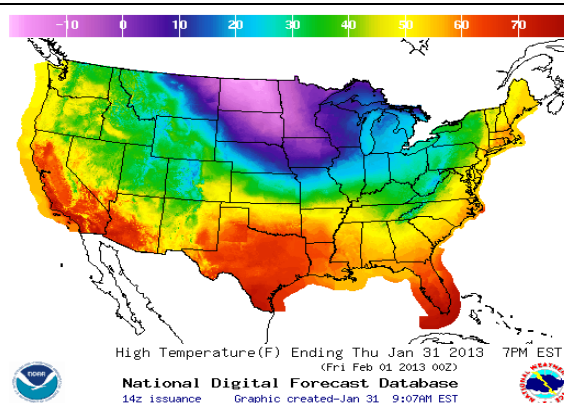 -10 0 10 20 30 40 50 60 70
High Temperature(F) Ending Thu Jan 31 2013 7PM EST
(Fri Feb 01 2013 00Z)
National Digital Forecast Database
14z issuance Graphic created-Jan 31 9:07AM EST
NOAA